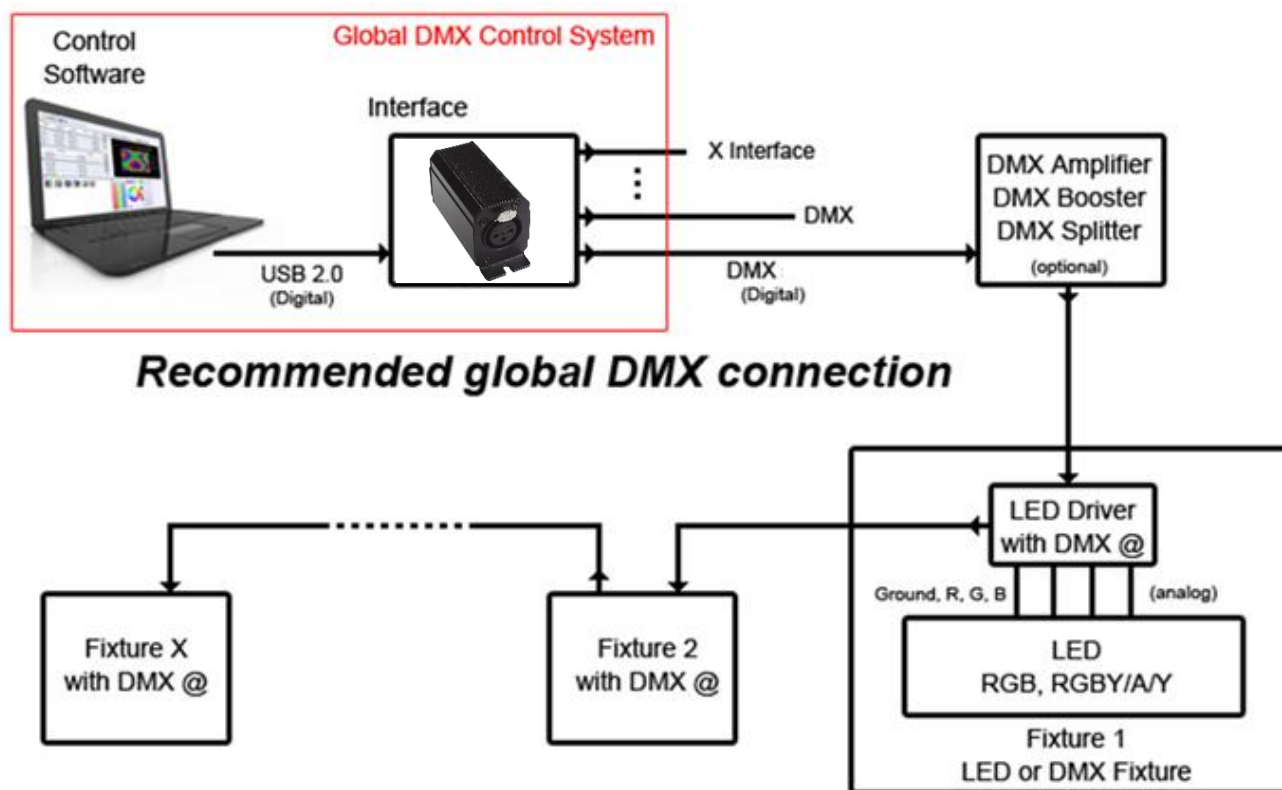 Global DMX Control System
Control
Software
Interface
X Interface
DMX
USB 2.0
(Digital)
DMX
(Digital)
DMX Amplifier
DMX Booster
DMX Splitter
(optional)
Recommended global DMX connection
LED Driver
with DMX @
Ground, R, G, B
(analog)
LED
RGB, RGBY/A/Y
Fixture 1
LED or DMX Fixture
Fixture 2
with DMX @
Fixture X
with DMX @